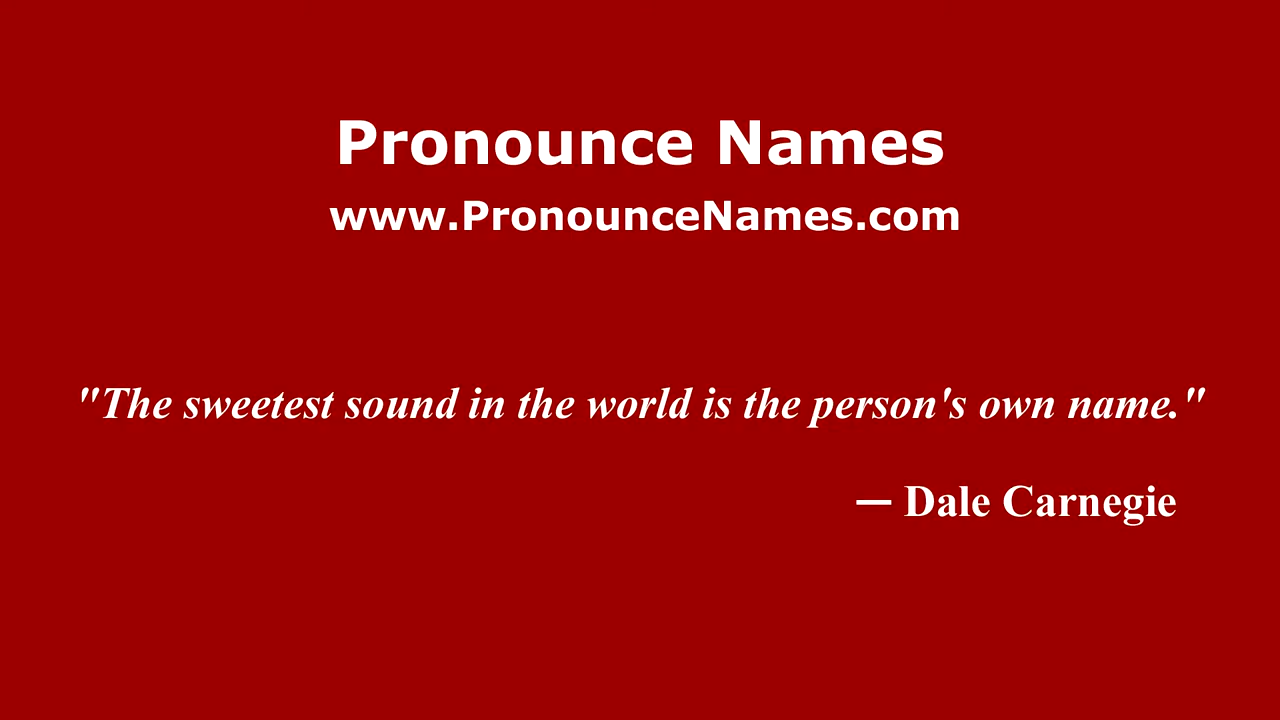 Pronounce Names
www.PronounceNames.com
"The sweetest sound in the world is the person's own name."
— Dale Carnegie